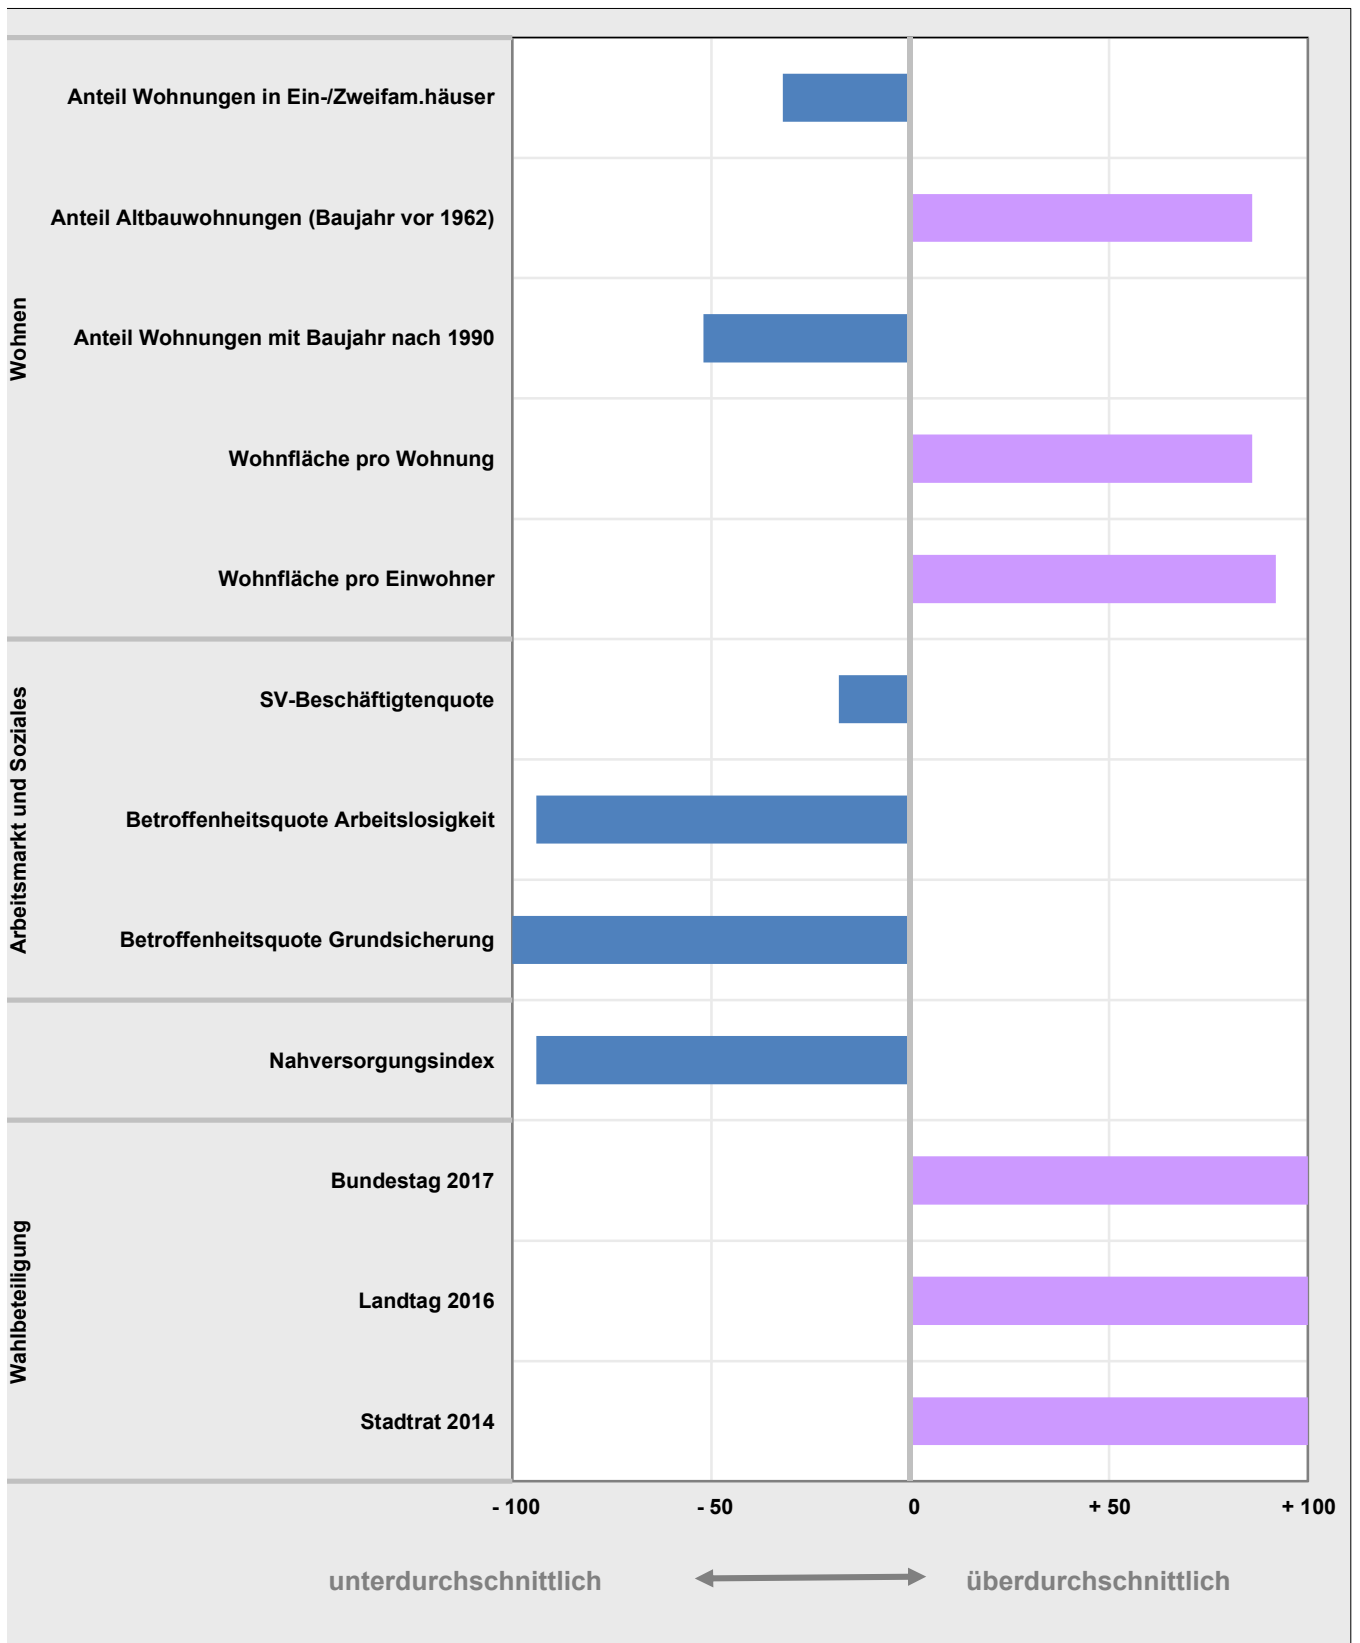 Wohnen
Anteil Wohnungen in Ein-/Zweifam.häuser
Anteil Altbauwohnungen (Baujahr vor 1962)
Anteil Wohnungen mit Baujahr nach 1990
Wohnfläche pro Wohnung
Wohnfläche pro Einwohner
Arbeitsmarkt und Soziales
SV-Beschäftigtenquote
Betroffenheitsquote Arbeitslosigkeit
Betroffenheitsquote Grundsicherung
Nahversorgungsindex
Wahlbeteiligung
Bundestag 2017
Landtag 2016
Stadtrat 2014
- 100 - 50 0 + 50 + 100
unterdurchschnittlich überdurchschnittlich